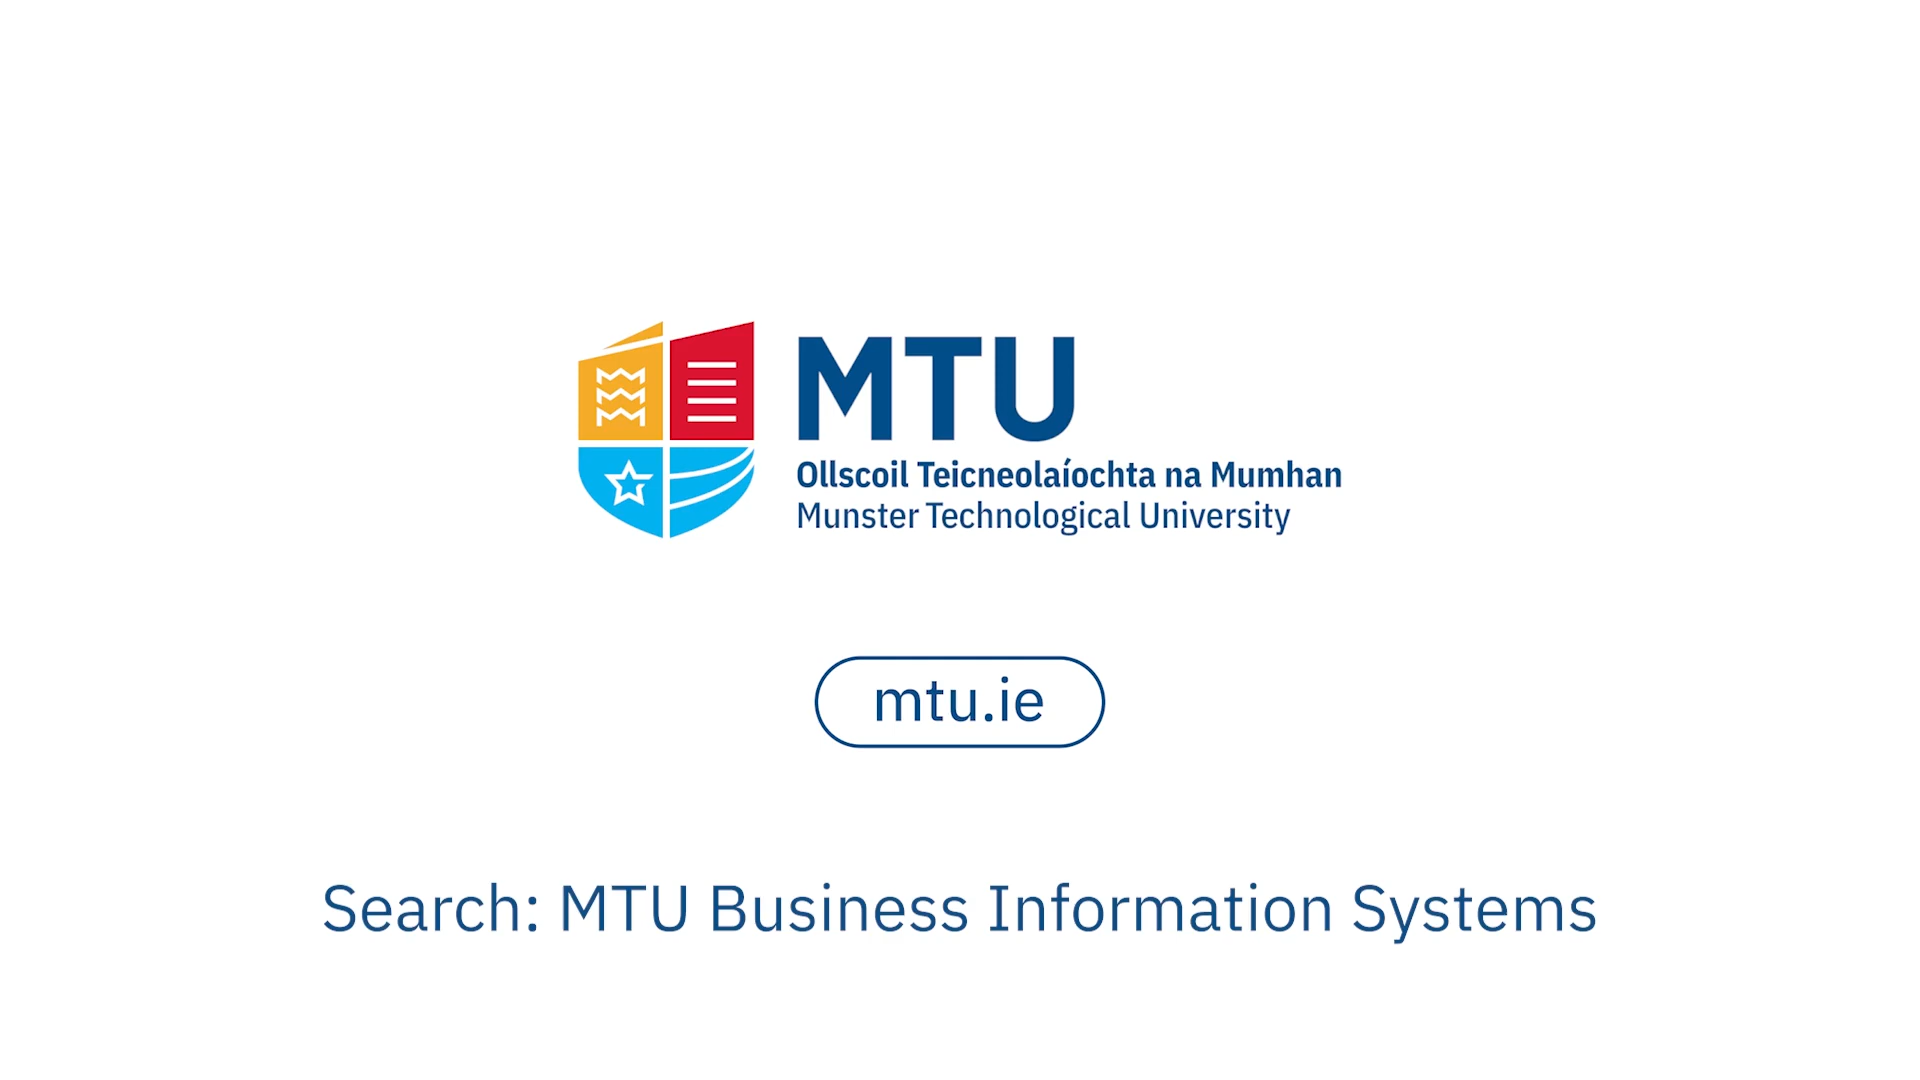 MTU
Ollscoil Teicneolaíochta na Mumhan
Munster Technological University
mtu.ie
Search: MTU Business Information Systems